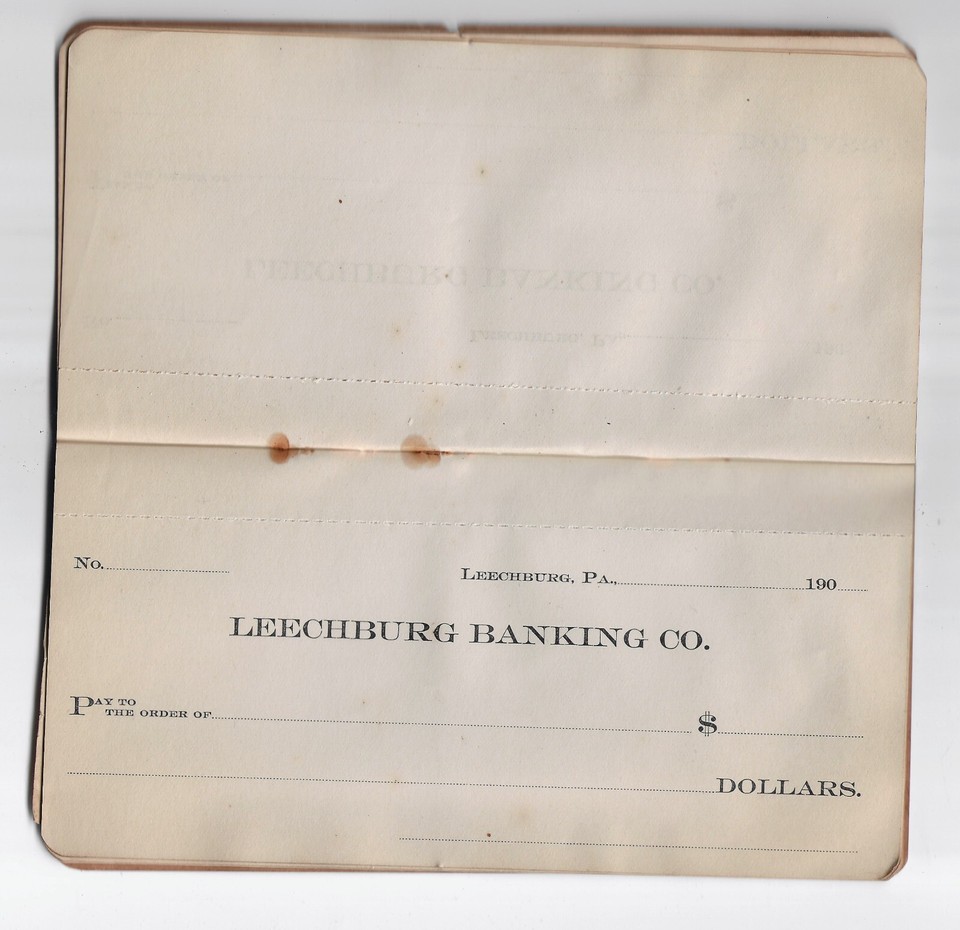 No.
LEECHBURG, PA., 190
LEECHBURG BANKING CO.
PAY TO
THE ORDER OF $
DOLLARS.